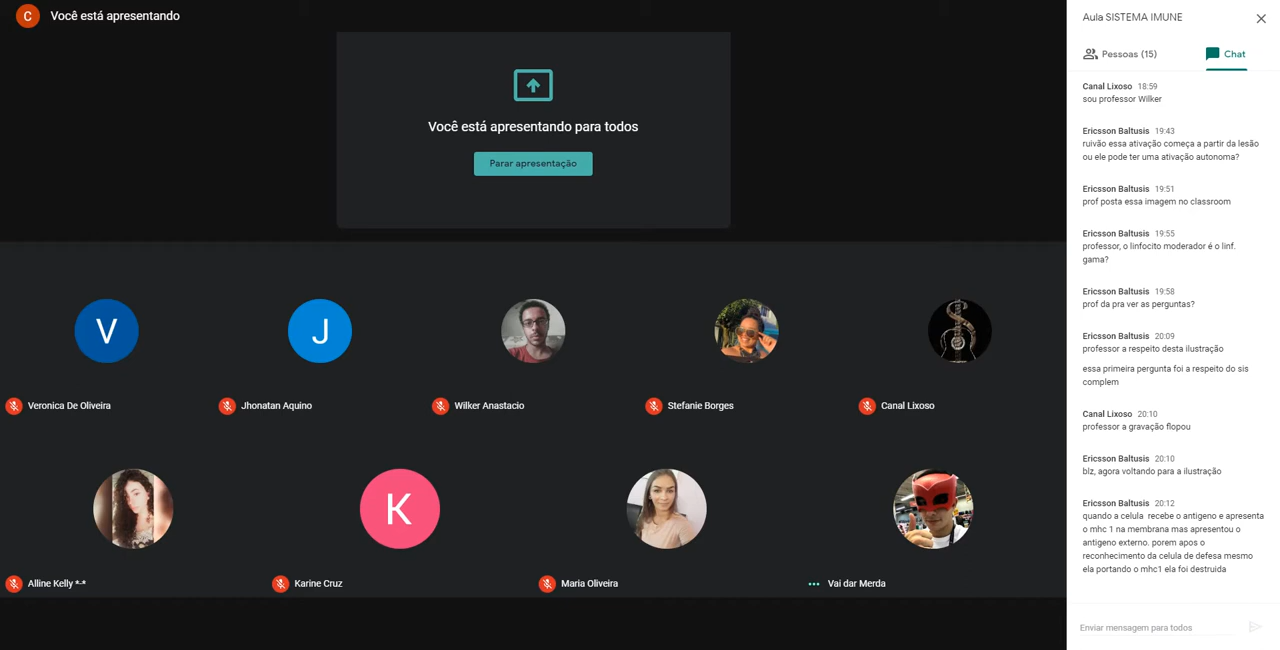 C
Você está apresentando
Você está apresentando para todos
Parar apresentação
V
J
Veronica De Oliveira
Jhonatan Aquino
Wilker Anastacio
Stefanie Borges
Canal Lixoso
K
Alline Kelly *-*
Karine Cruz
Maria Oliveira
Vai dar Merda
Aula SISTEMA IMUNE
Pessoas (15)
Chat
Canal Lixoso 18:59
sou professor Wilker
Ericsson Baltusis 19:43
ruivão essa ativação começa a partir da lesão
ou ele pode ter uma ativação autonoma?
Ericsson Baltusis 19:51
prof posta essa imagem no classroom
Ericsson Baltusis 19:55
professor, o linfocito moderador é o linf.
gama?
Ericsson Baltusis 19:58
prof da pra ver as perguntas?
Ericsson Baltusis 20:09
professor a respeito desta ilustração
essa primeira pergunta foi a respeito do sis
complem
Canal Lixoso 20:10
professor a gravação flopou
Ericsson Baltusis 20:10
blz, agora voltando para a ilustração
Ericsson Baltusis 20:12
quando a celula recebe o antigeno e apresenta
o mhc 1 na membrana mas apresentou o
antigeno externo. porem apos o
reconhecimento da celula de defesa mesmo
ela portando o mhc1 ela foi destruida
Enviar mensagem para todos